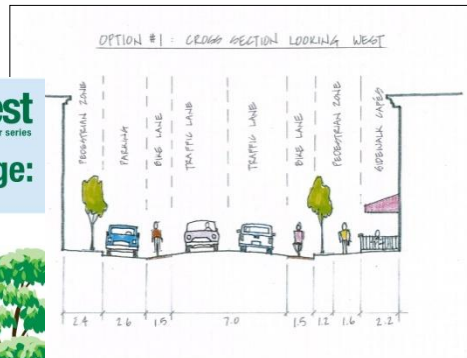 OPTION #1 : CROSS SECTION LOOKING WEST
est
r series
ge:
PEDESTRIAN ZONE
PARKING
BIKE LANE
TRAFFIC LANE
TRAFFIC LANE
BIKE LANE
PEDESTRIAN ZONE
SIDEWALK CAFÉS
2.4 2.6 1.5 7.0 1.5 1.2 1.6 2.2